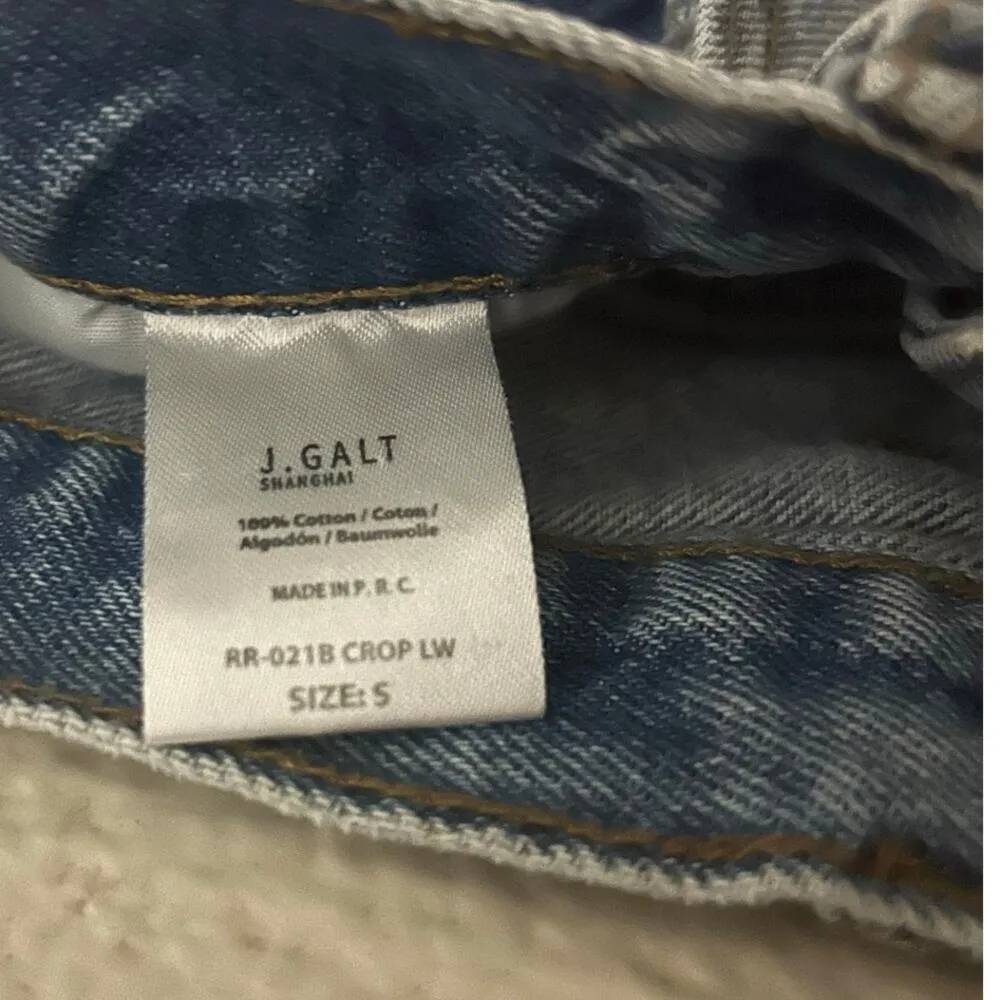 J.GALT
SHANGHAI
100% Cotton / Coton /
Algodón / Baumwolle
MADE IN P. R. C.
RR-021B CROP LW
SIZE: S